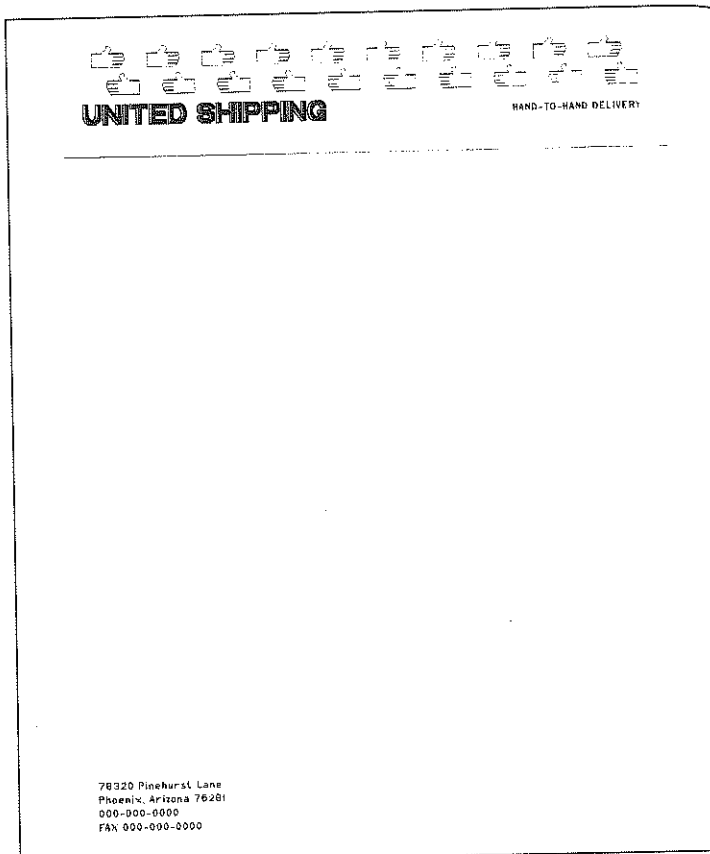 UNITED SHIPPING
HAND-TO-HAND DELIVERY
78320 Pinehurst Lane
Phoenix, Arizona 76281
000-000-0000
FAX 000-000-0000